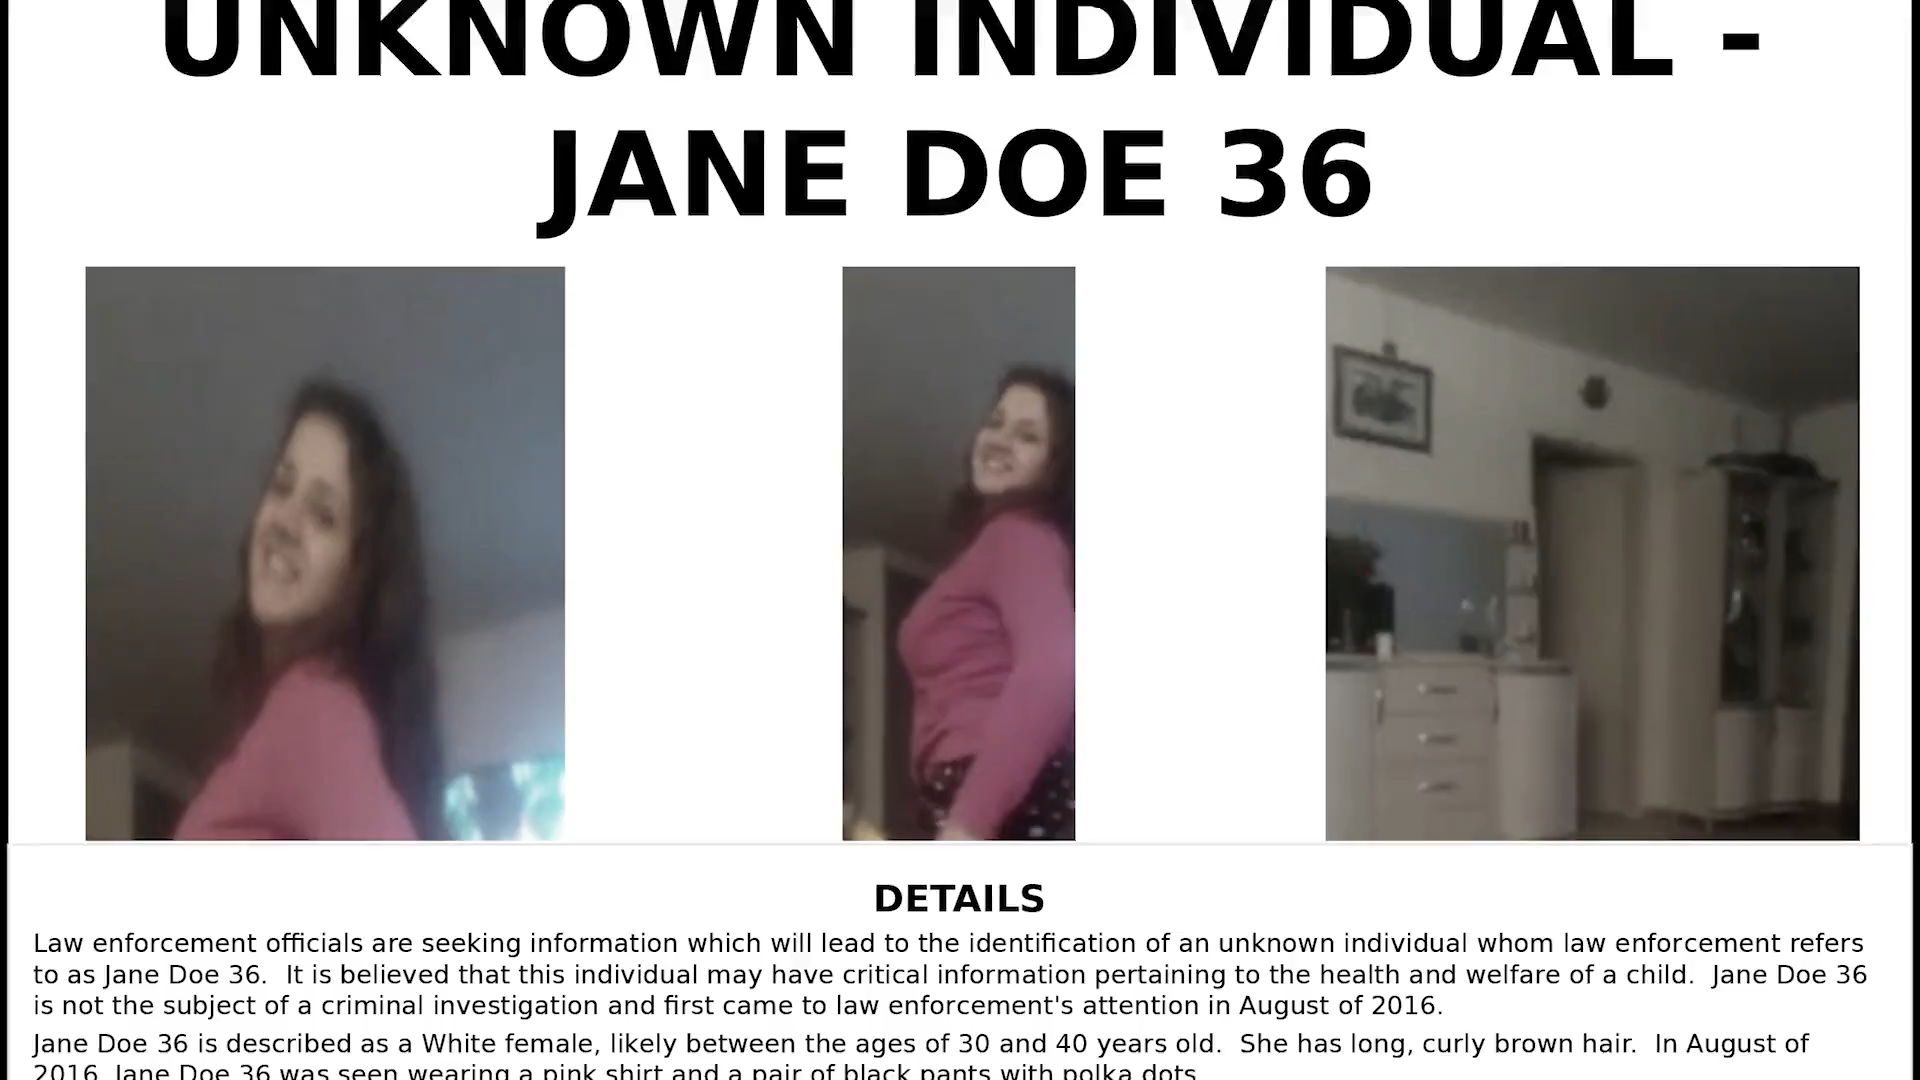 UNKNOWN INDIVIDUAL -
JANE DOE 36
DETAILS
Law enforcement officials are seeking information which will lead to the identification of an unknown individual whom law enforcement refers
to as Jane Doe 36.  It is believed that this individual may have critical information pertaining to the health and welfare of a child.  Jane Doe 36
is not the subject of a criminal investigation and first came to law enforcement's attention in August of 2016.
Jane Doe 36 is described as a White female, likely between the ages of 30 and 40 years old.  She has long, curly brown hair.  In August of
2016, Jane Doe 36 was seen wearing a pink shirt and a pair of black pants with polka dots.